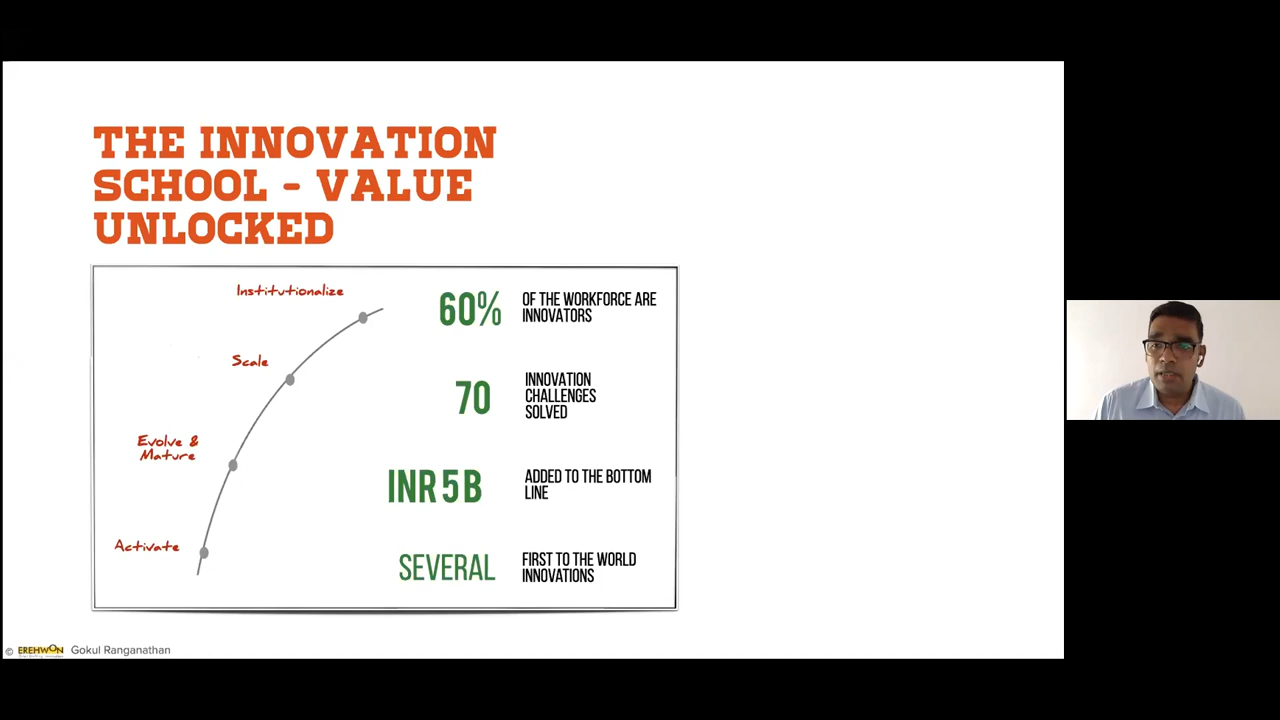 THE INNOVATION
SCHOOL - VALUE
UNLOCKED
Institutionalize
Scale
Evolve &
Mature
Activate
60%
OF THE WORKFORCE ARE
INNOVATORS
70
INNOVATION
CHALLENGES
SOLVED
INR 5 B
ADDED TO THE BOTTOM
LINE
SEVERAL
FIRST TO THE WORLD
INNOVATIONS
© EREHWON Gokul Ranganathan